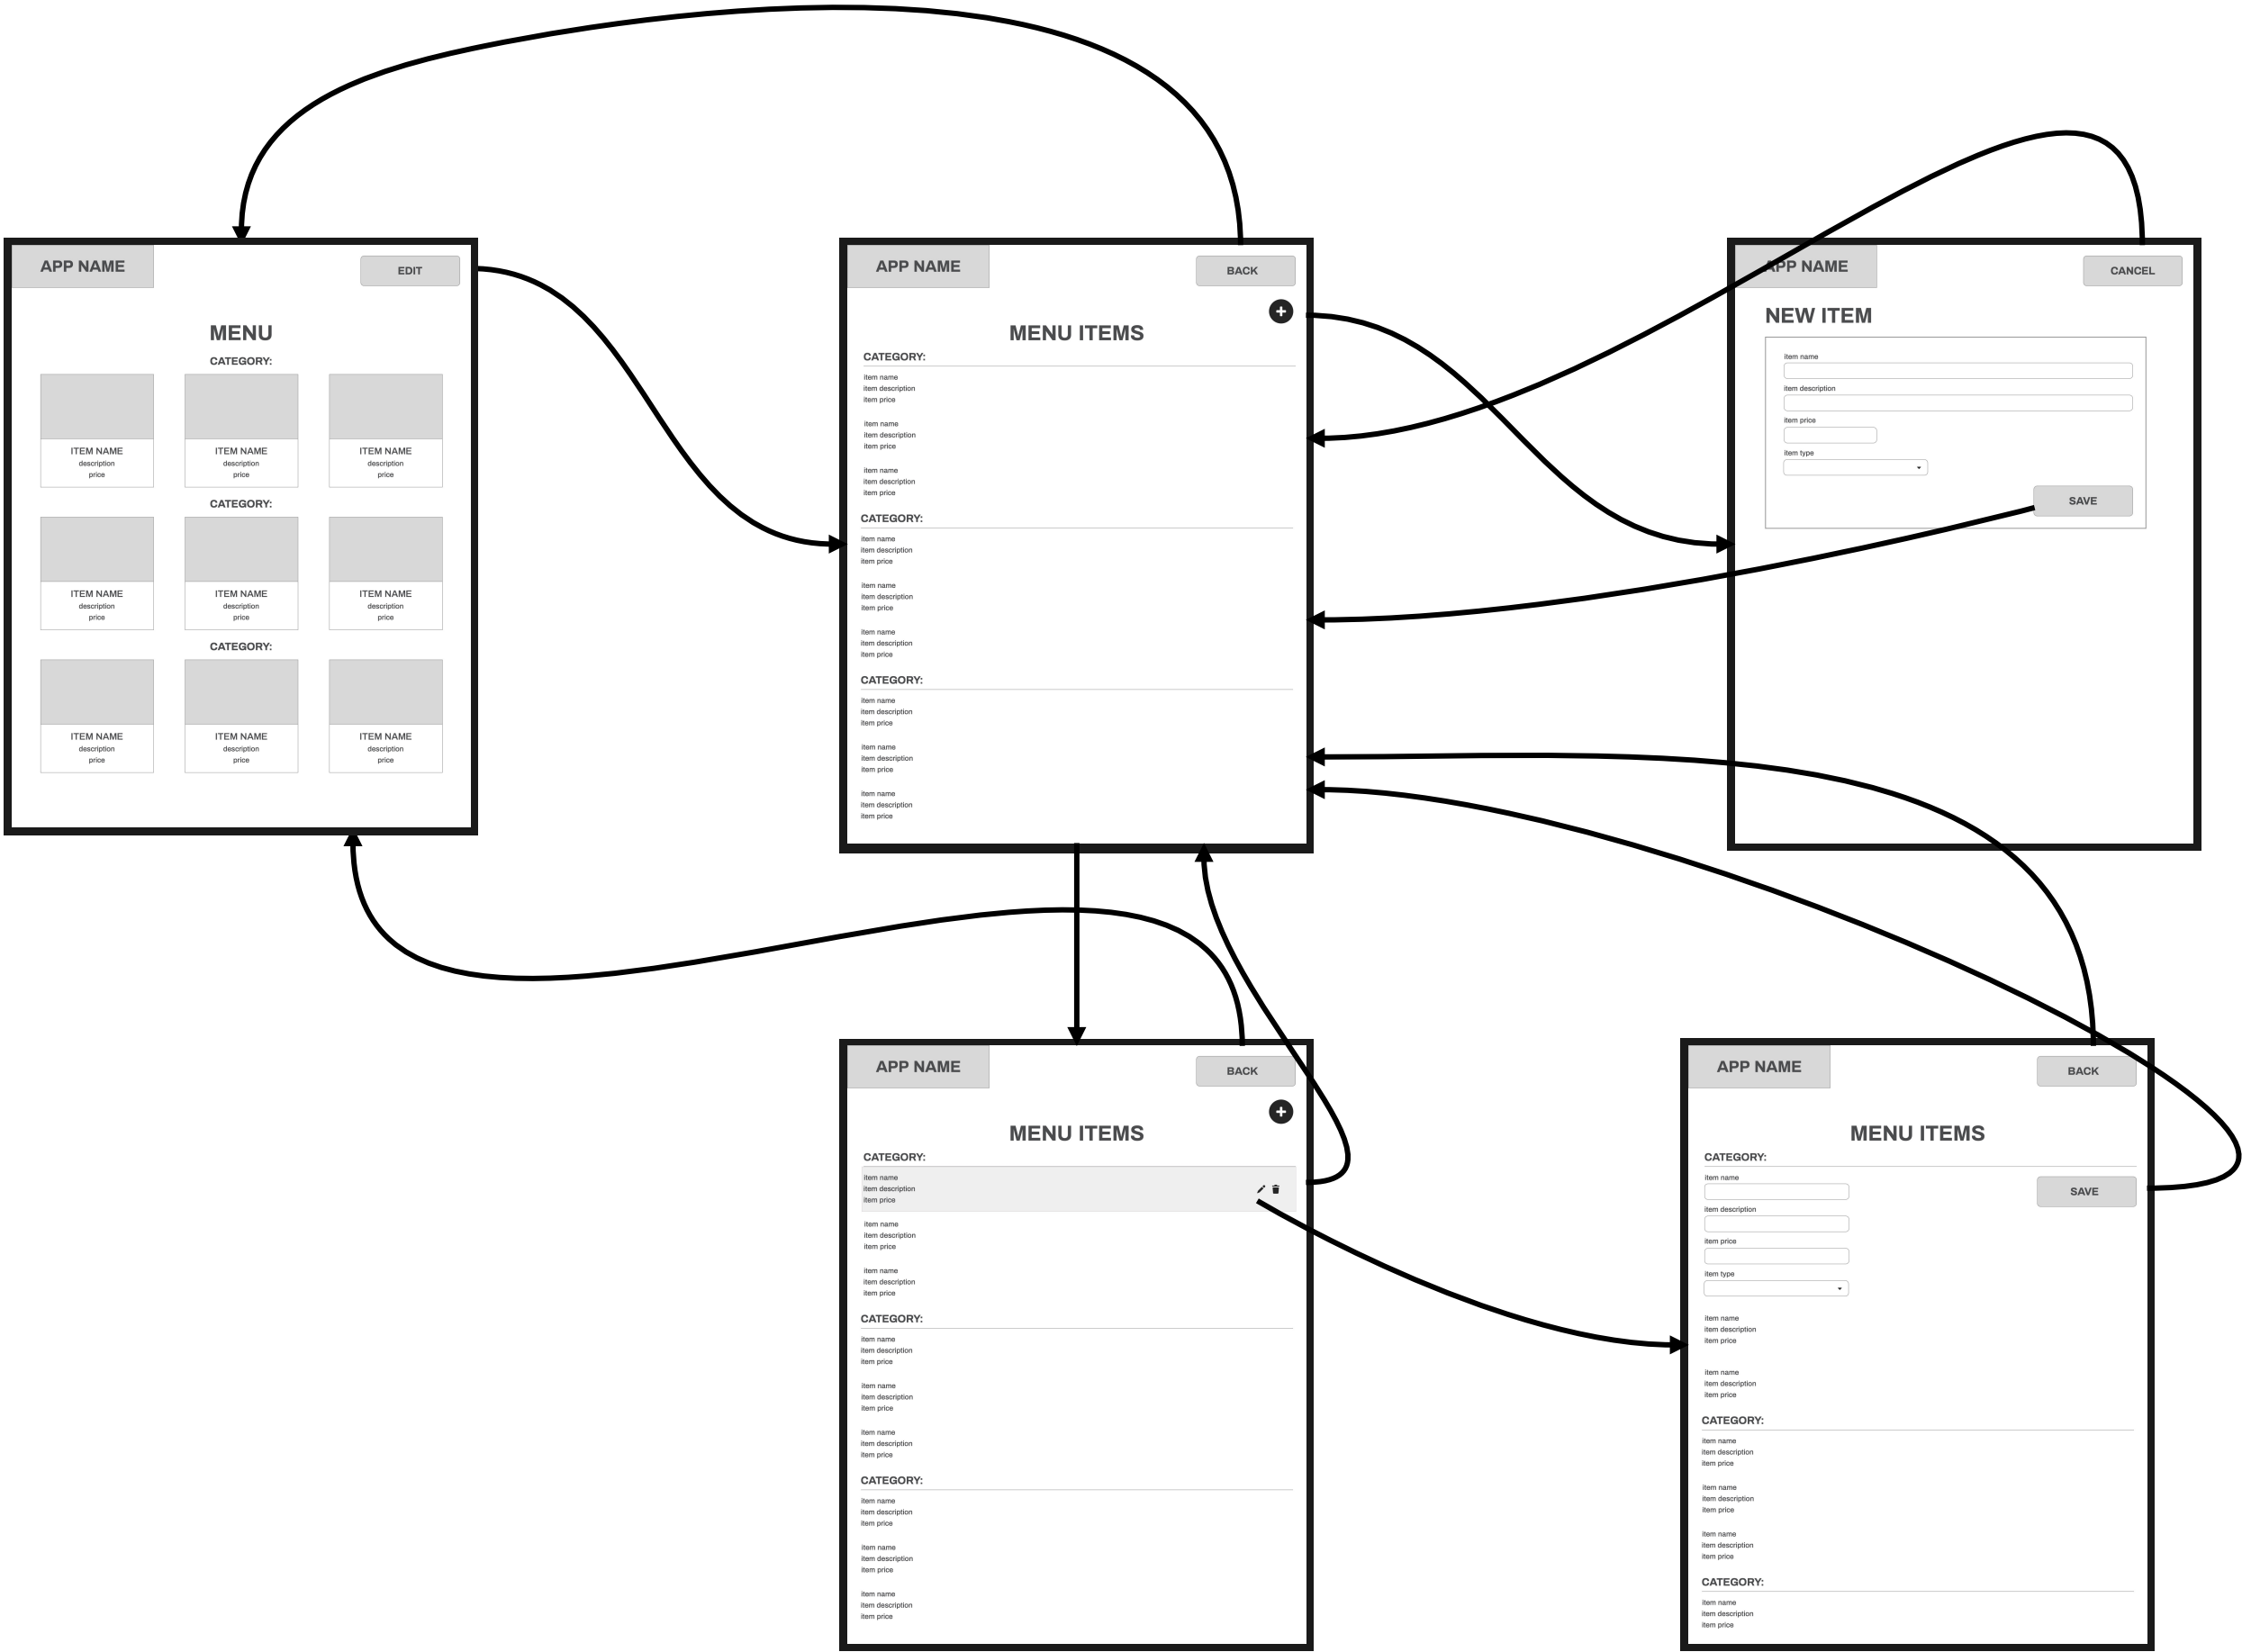 APP NAME
EDIT
MENU
CATEGORY:
ITEM NAME ITEM NAME ITEM NAME
description description description
price price price
CATEGORY:
ITEM NAME ITEM NAME ITEM NAME
description description description
price price price
CATEGORY:
ITEM NAME ITEM NAME ITEM NAME
description description description
price price price
APP NAME
BACK
MENU ITEMS
CATEGORY:
item name
item description
item price
item name
item description
item price
item name
item description
item price
CATEGORY:
item name
item description
item price
item name
item description
item price
item name
item description
item price
CATEGORY:
item name
item description
item price
item name
item description
item price
item name
item description
item price
APP NAME
CANCEL
NEW ITEM
item name
item description
item price
item type
SAVE
APP NAME
BACK
MENU ITEMS
CATEGORY:
item name
item description
item price
item name
item description
item price
item name
item description
item price
CATEGORY:
item name
item description
item price
item name
item description
item price
item name
item description
item price
CATEGORY:
item name
item description
item price
item name
item description
item price
item name
item description
item price
APP NAME
BACK
MENU ITEMS
CATEGORY:
item name
SAVE
item description
item price
item type
item name
item description
item price
item name
item description
item price
CATEGORY:
item name
item description
item price
item name
item description
item price
item name
item description
item price
CATEGORY:
item name
item description
item price